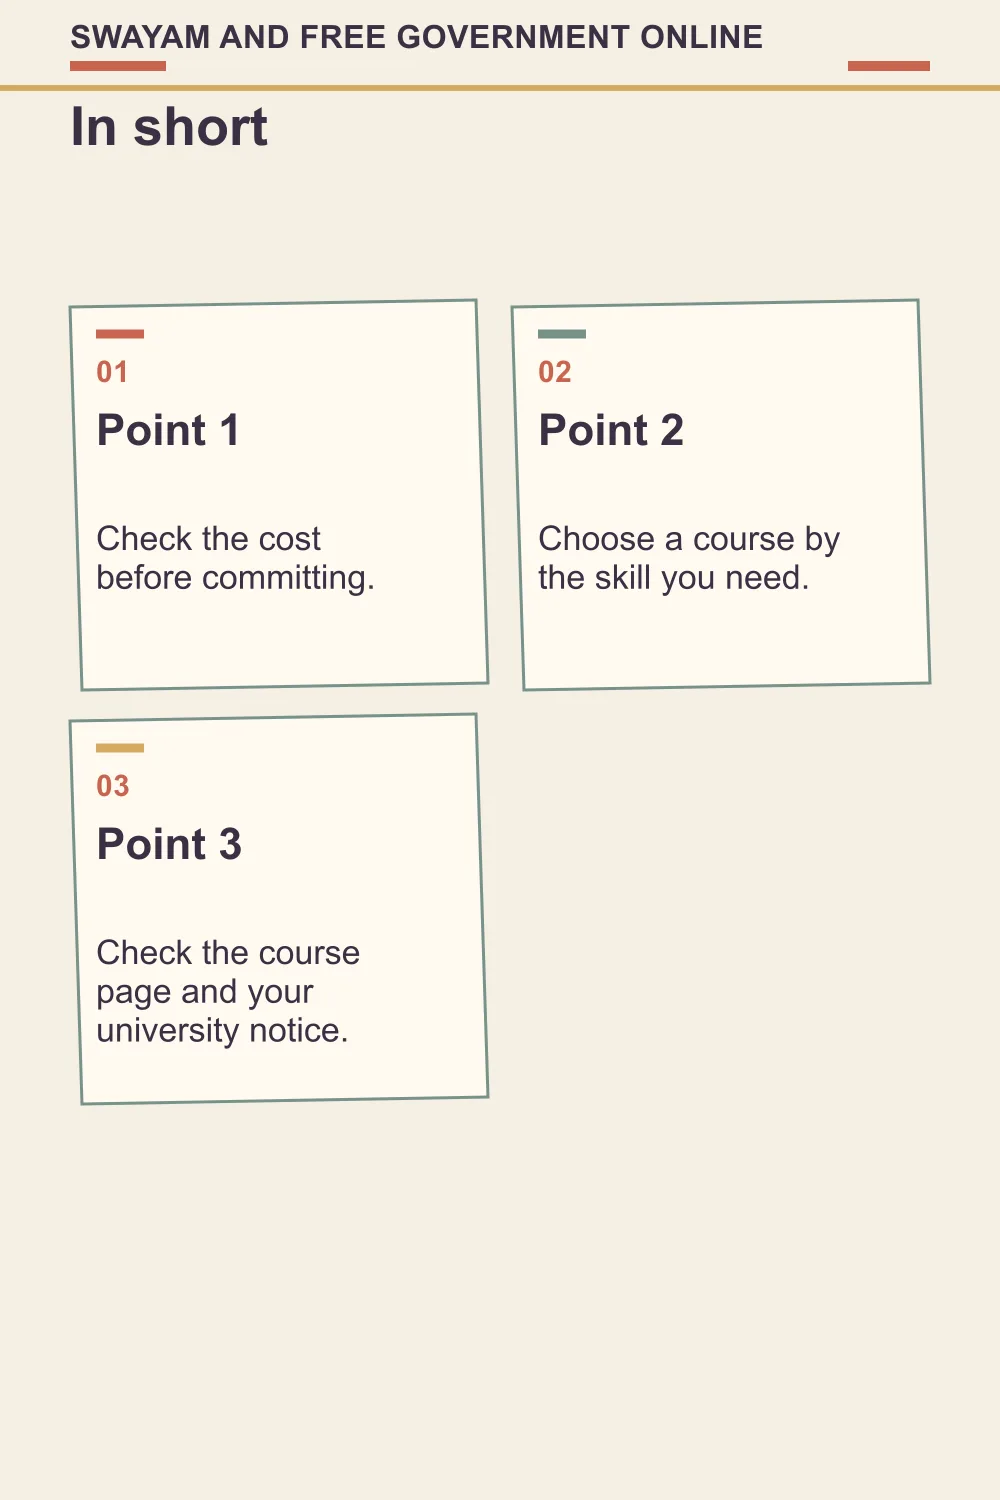 SWAYAM AND FREE GOVERNMENT ONLINE
In short
01
Point 1
Check the cost
before committing.
02
Point 2
Choose a course by
the skill you need.
03
Point 3
Check the course
page and your
university notice.